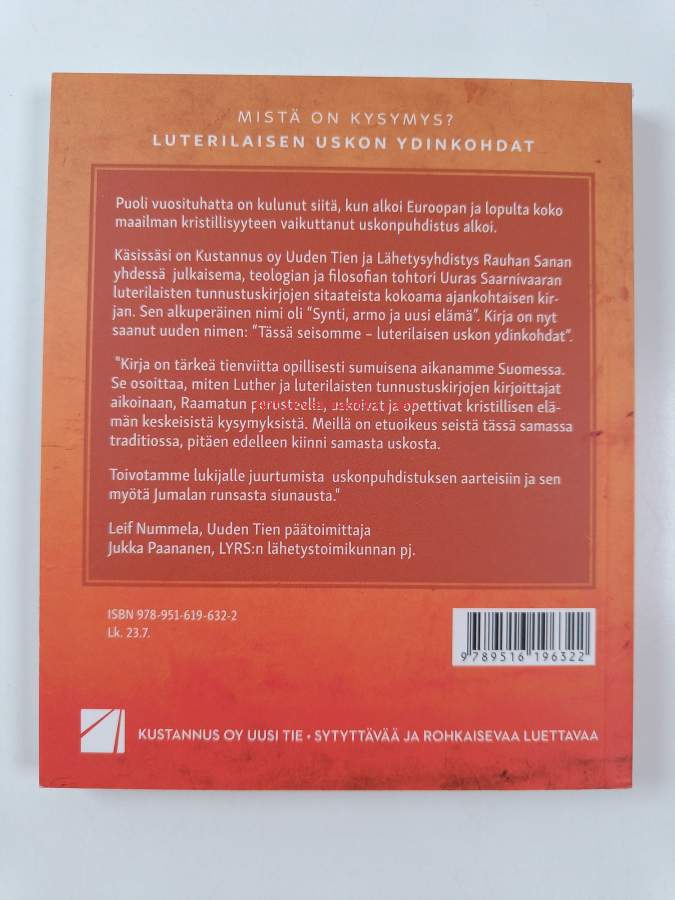 MISTÄ ON KYSYMYS?
LUTERILAISEN USKON YDINKOHDAT
Puoli vuosituhatta on kulunut siitä, kun alkoi Euroopan ja lopulta koko
maailman kristillisyyteen vaikuttanut uskonpuhdistus alkoi.
Käsissäsi on Kustannus oy Uuden Tien ja Lähetysyhdistys Rauhan Sanan
yhdessä julkaisema, teologian ja filosofian tohtori Uuras Saarnivaaran
luterilaisten tunnustuskirjojen sitaateista kokoama ajankohtaisen kir-
jan. Sen alkuperäinen nimi oli "Synti, armo ja uusi elämä". Kirja on nyt
saanut uuden nimen: "Tässä seisomme – luterilaisen uskon ydinkohdat".
"Kirja on tärkeä tienviitta opillisesti sumuisena aikanamme Suomessa.
Se osoittaa, miten Luther ja luterilaisten tunnustuskirjojen kirjoittajat
aikoinaan, Raamatun perusteella, uskoivat ja opettivat kristillisen elä-
män keskeisistä kysymyksistä. Meillä on etuoikeus seistä tässä samassa
traditiossa, pitäen edelleen kiinni samasta uskosta.
Toivotamme lukijalle juurtumista uskonpuhdistuksen aarteisiin ja sen
myötä Jumalan runsasta siunausta."
Leif Nummela, Uuden Tien päätoimittaja
Jukka Paananen, LYRS:n lähetystoimikunnan pj.
ISBN 978-951-619-632-2
Lk. 23.7.
9 789516 196322
KUSTANNUS OY UUSI TIE • SYTYTTÄVÄÄ JA ROHKAISEVAA LUETTAVAA